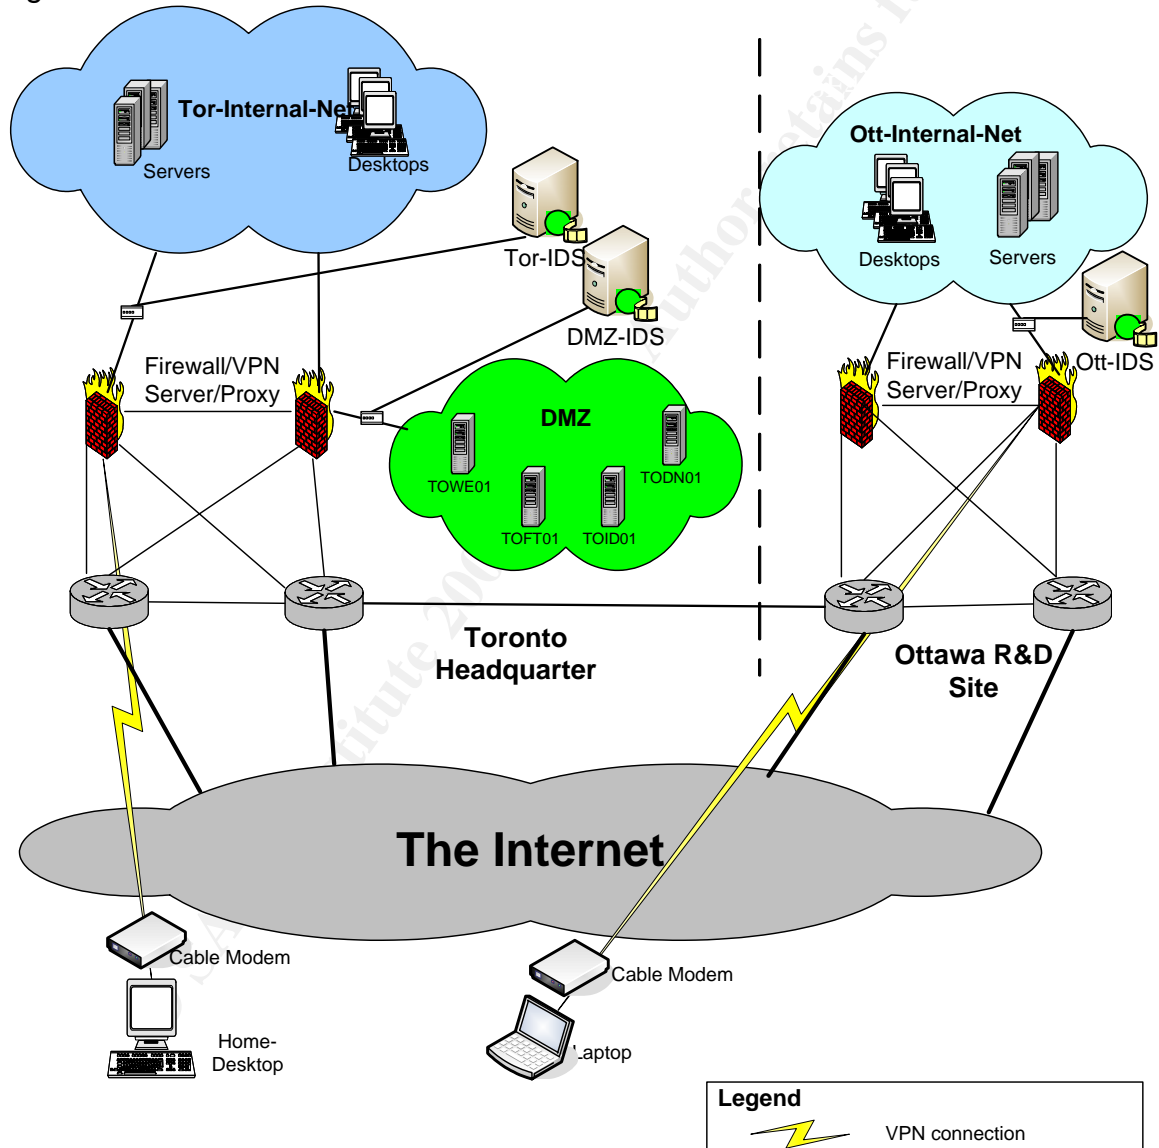 Tor-Internal-Net
Servers
Desktops
Tor-IDS
DMZ-IDS
Firewall/VPN
Server/Proxy
DMZ
TOWE01
TOFT01
TOID01
TODN01
Ott-Internal-Net
Desktops
Servers
Ott-IDS
Firewall/VPN
Server/Proxy
Toronto
Headquarter
Ottawa R&D
Site
The Internet
Cable Modem
Home-
Desktop
Cable Modem
Laptop
Legend
VPN connection
Author retains